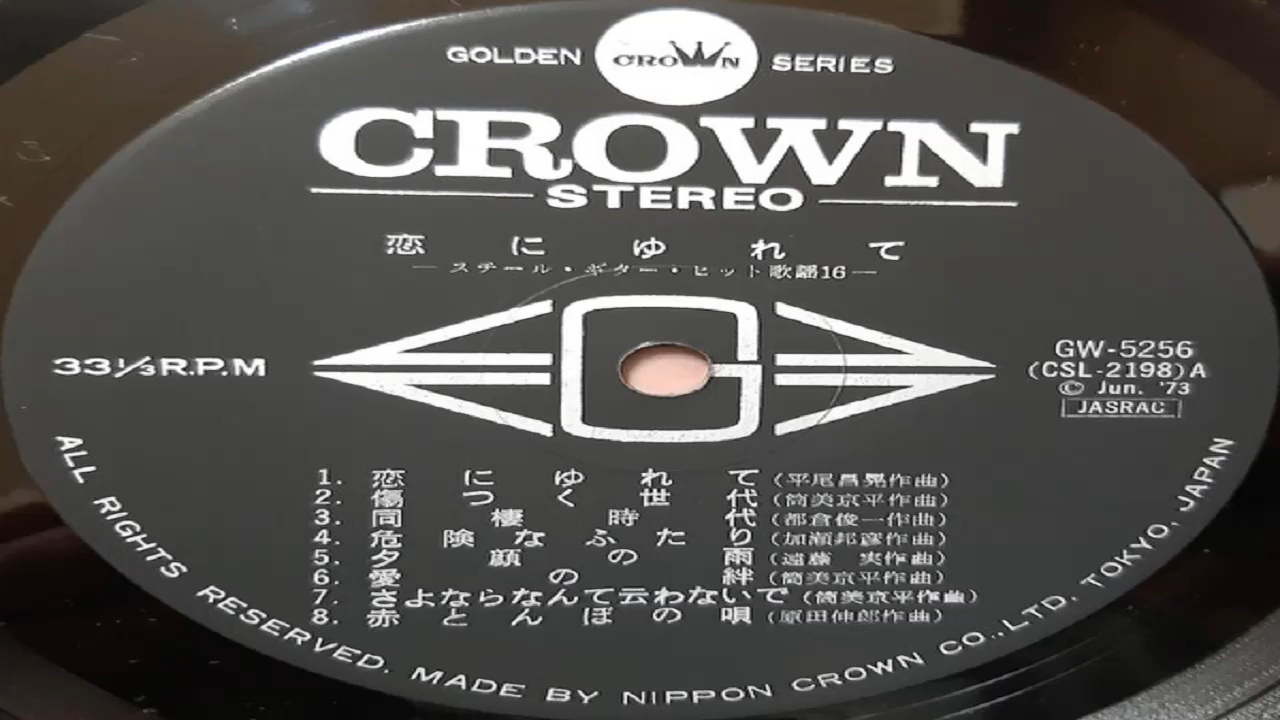 GOLDEN CROWN SERIES
CROWN
STEREO
恋にゆれて
— スチール・ギター・ヒット歌謡16 —
G
33⅓ R.P.M
GW-5256
(CSL-2198) A
© Jun. '73
JASRAC
1. 恋にゆれて (平尾昌晃作曲)
2. 傷つく世代 (筒美京平作曲)
3. 同棲時代 (都倉俊一作曲)
4. 危険なふたり (加瀬邦彦作曲)
5. 夕顔の雨 (遠藤 実作曲)
6. 愛の絆 (筒美京平作曲)
7. さよならなんて云わないで (筒美京平作曲)
8. 赤とんぼの唄 (原田伸郎作曲)
ALL RIGHTS RESERVED. MADE BY NIPPON CROWN CO., LTD. TOKYO, JAPAN